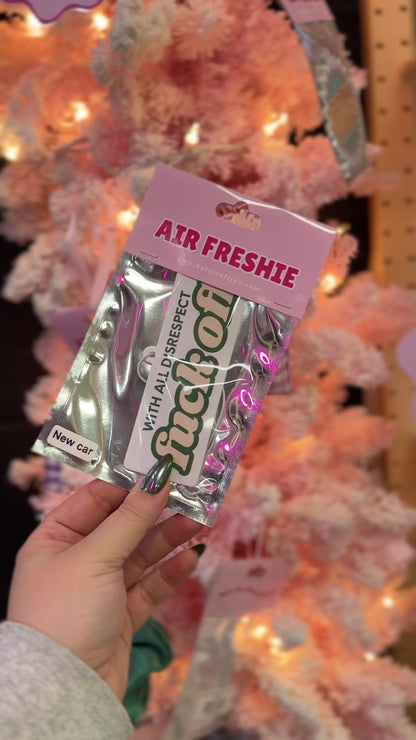 AIR FRESHIE
WITH ALL DISRESPECT
fuck off
New car